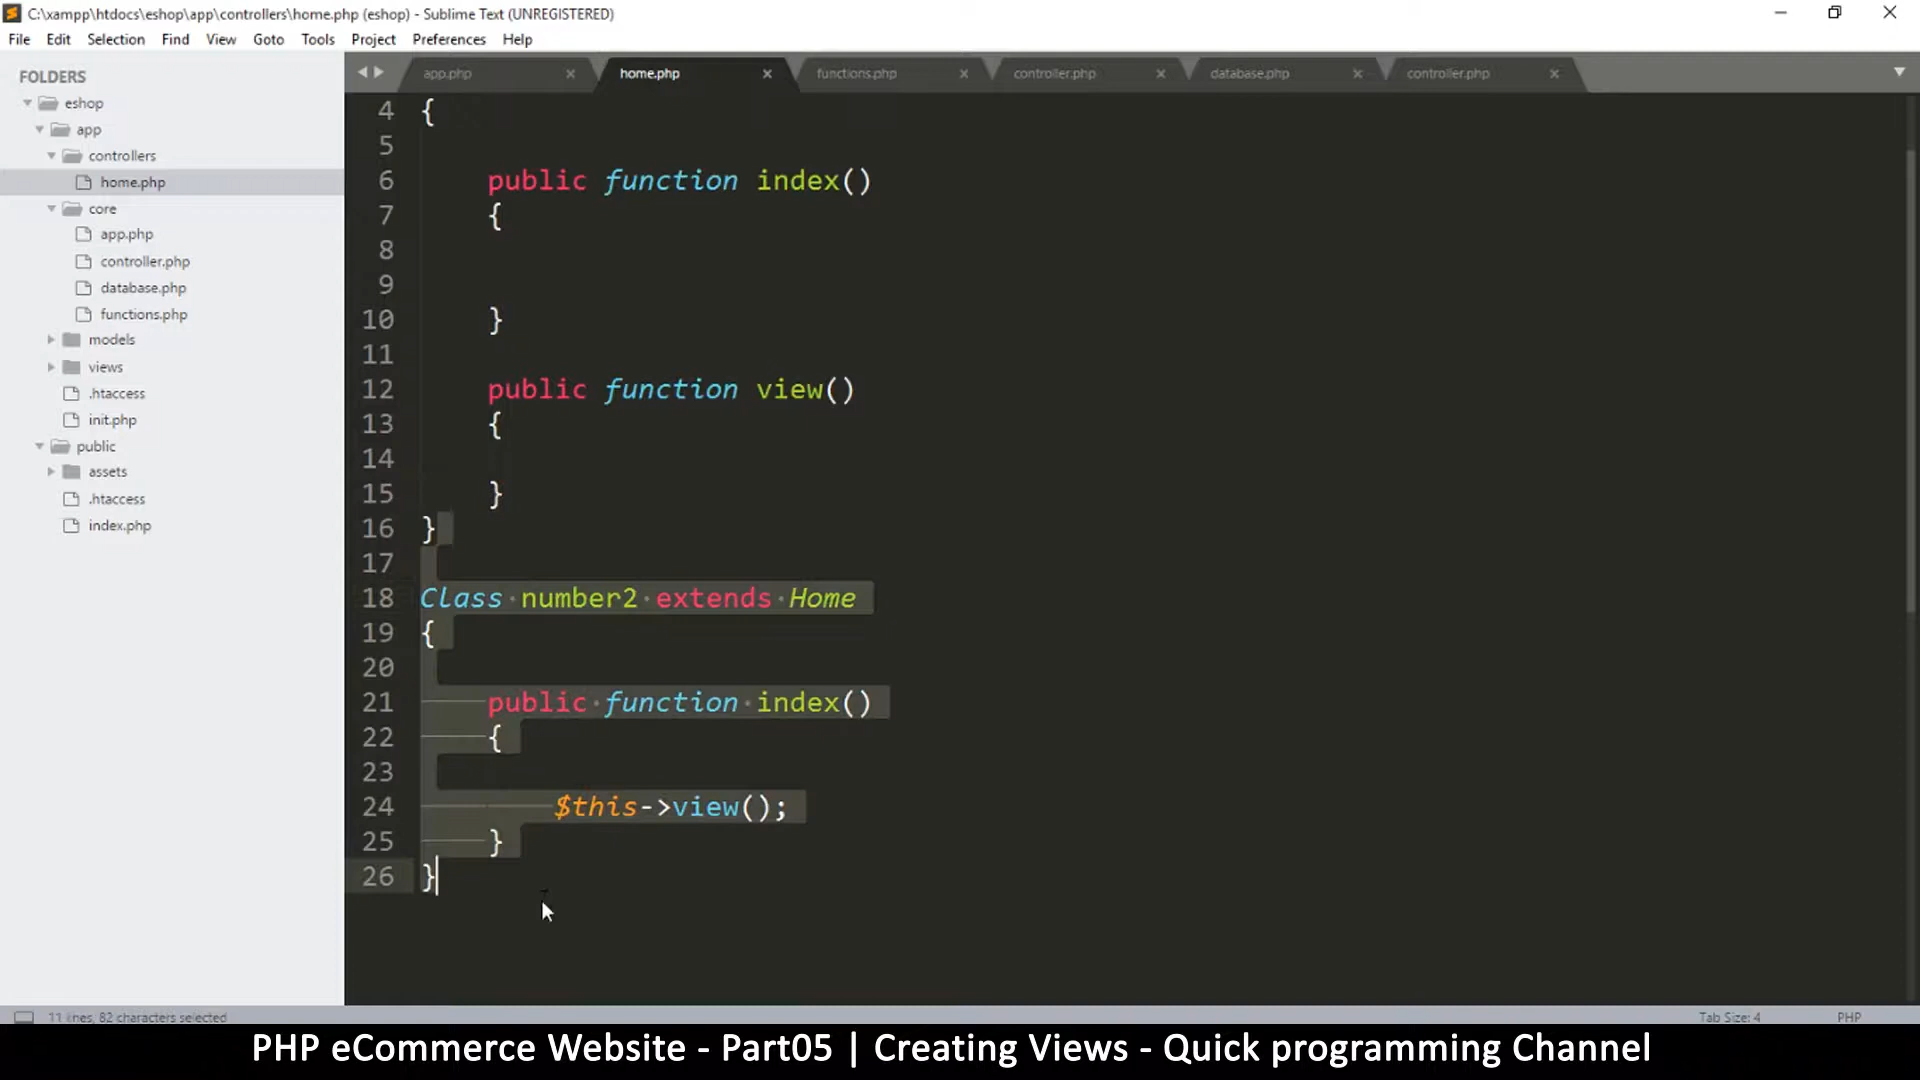 C:\xampp\htdocs\eshop\app\controllers\home.php (eshop) - Sublime Text (UNREGISTERED)
File Edit Selection Find View Goto Tools Project Preferences Help
FOLDERS
eshop
app
controllers
home.php
core
app.php
controller.php
database.php
functions.php
models
views
.htaccess
init.php
public
assets
.htaccess
index.php
app.php home.php functions.php controller.php database.php controller.php
4 {
5
6 public function index()
7 {
8
9
10 }
11
12 public function view()
13 {
14
15 }
16 }
17
18 Class number2 extends Home
19 {
20
21 public function index()
22 {
23
24 $this->view();
25 }
26 }
11 lines, 82 characters selected
Tab Size: 4 PHP
PHP eCommerce Website - Part05 | Creating Views - Quick programming Channel